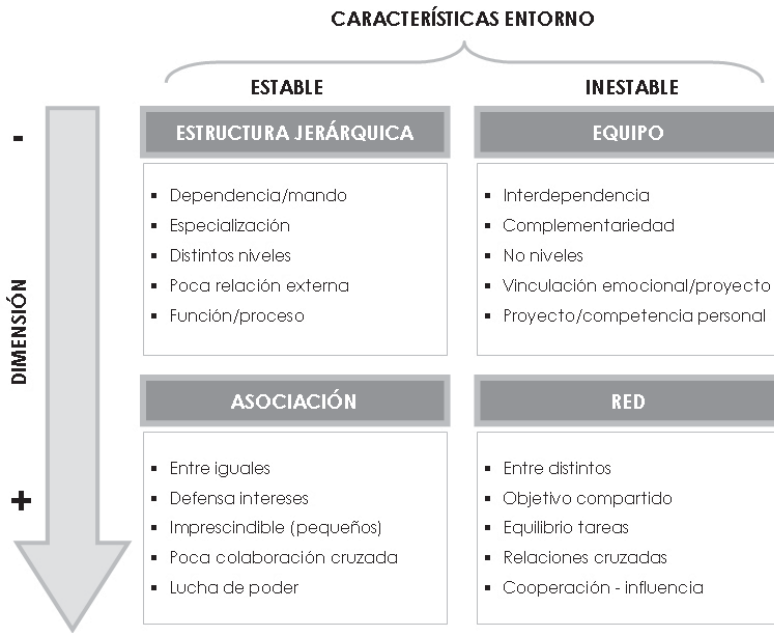 CARACTERÍSTICAS ENTORNO
ESTABLE
INESTABLE
-
DIMENSIÓN
+
ESTRUCTURA JERÁRQUICA
▪ Dependencia/mando
▪ Especialización
▪ Distintos niveles
▪ Poca relación externa
▪ Función/proceso
EQUIPO
▪ Interdependencia
▪ Complementariedad
▪ No niveles
▪ Vinculación emocional/proyecto
▪ Proyecto/competencia personal
ASOCIACIÓN
▪ Entre iguales
▪ Defensa intereses
▪ Imprescindible (pequeños)
▪ Poca colaboración cruzada
▪ Lucha de poder
RED
▪ Entre distintos
▪ Objetivo compartido
▪ Equilibrio tareas
▪ Relaciones cruzadas
▪ Cooperación - influencia